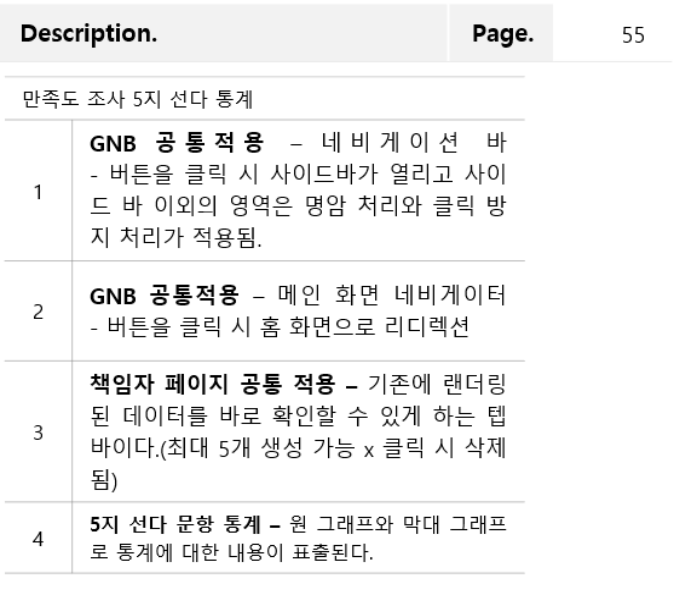 Description. Page. 55
만족도 조사 5지 선다 통계
1
GNB 공통적용 – 네비게이션 바
- 버튼을 클릭 시 사이드바가 열리고 사이
드 바 이외의 영역은 명암 처리와 클릭 방
지 처리가 적용됨.
2
GNB 공통적용 – 메인 화면 네비게이터
- 버튼을 클릭 시 홈 화면으로 리디렉션
3
책임자 페이지 공통 적용 – 기존에 랜더링
된 데이터를 바로 확인할 수 있게 하는 텝
바이다.(최대 5개 생성 가능 x 클릭 시 삭제
됨)
4
5지 선다 문항 통계 – 원 그래프와 막대 그래프
로 통계에 대한 내용이 표출된다.